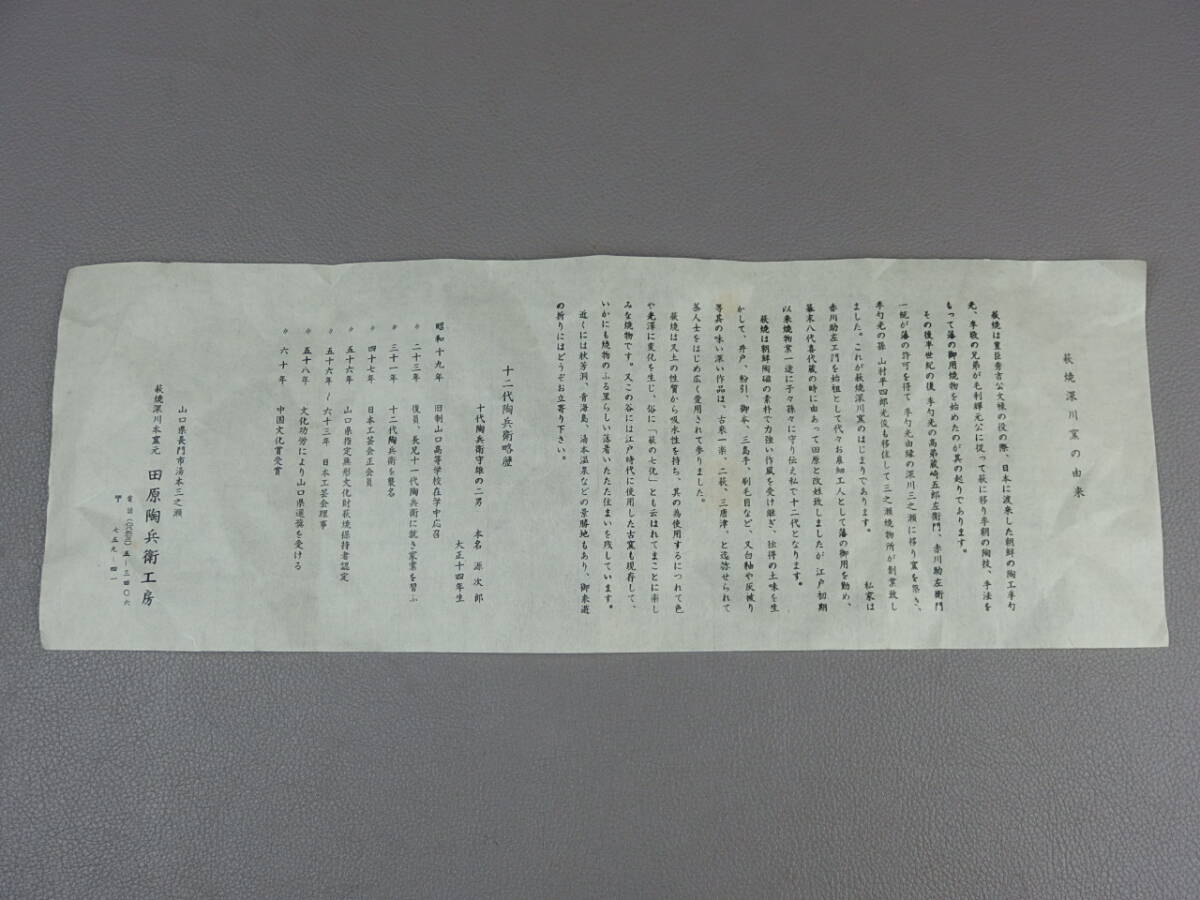 萩焼深川窯の由来
萩焼は豊臣秀吉公文禄の役の際、日本に渡来した朝鮮の陶工李勺
光、李敬の兄弟が毛利輝元公に従って萩に移り李朝の陶技、手法を
もって藩の御用焼物を始めたのが其の起りであります。
その後半世紀の後 李勺光の高弟蔵崎五郎左衛門、赤川助左衛門
一統が藩の許可を得て 李勺光由縁の深川三之瀬に移り窯を築き、
李勺光の孫 山村平四郎光俊も移住して三之瀬焼物所が創業致し
ました。これが萩焼深川窯のはじまりであります。 私家は
赤川助左エ門を始祖として代々お扈細工人として藩の御用を勤め、
幕末八代喜代蔵の時に由あって田原と改姓致しましたが 江戸初期
以来焼物業一途に子々孫々に守り伝え私で十二代となります。
萩焼は朝鮮陶磁の素朴で力強い作風を受け継ぎ、独得の土味を生
かして、井戸、粉引、御本、三島手、刷毛目など、又白釉や灰被り
等其の味い深い作品は、古来一楽、二萩、三唐津、と迄称せられて
茶人士をはじめ広く愛用されて参りました。
萩焼は又土の性質から吸水性を持ち、其の為使用するにつれて色
や光沢に変化を生じ、俗に「萩の七化」とも云はれてまことに楽し
みな焼物です。又この谷には江戸時代に使用した古窯も現存して、
いかにも焼物のふる里らしい落着いたたた住まいを残しています。
近くには秋芳洞、青海島、湯本温泉などの景勝地もあり、御来遊
の折りにはどうぞお立寄り下さい。
十二代陶兵衛略歴
十代陶兵衛守雄の二男 本名 源次郎
大正十四年生
昭和十九年 旧制山口高等学校在学中応召
〃 二十三年 復員、長兄十一代陶兵衛に就き家業を習ふ
〃 三十一年 十二代陶兵衛を襲名
〃 四十七年 日本工芸会正会員
〃 五十六年 山口県指定無形文化財萩焼保持者認定
〃 五十六年〜六十三年 日本工芸会理事
〃 五十八年 文化功労により山口県選奨を受ける
〃 六十年 中国文化賞受賞
山口県長門市湯本三之瀬
萩焼深川本窯元 田原陶兵衛工房
電話 五-三四〇六
〒 七五九-四一